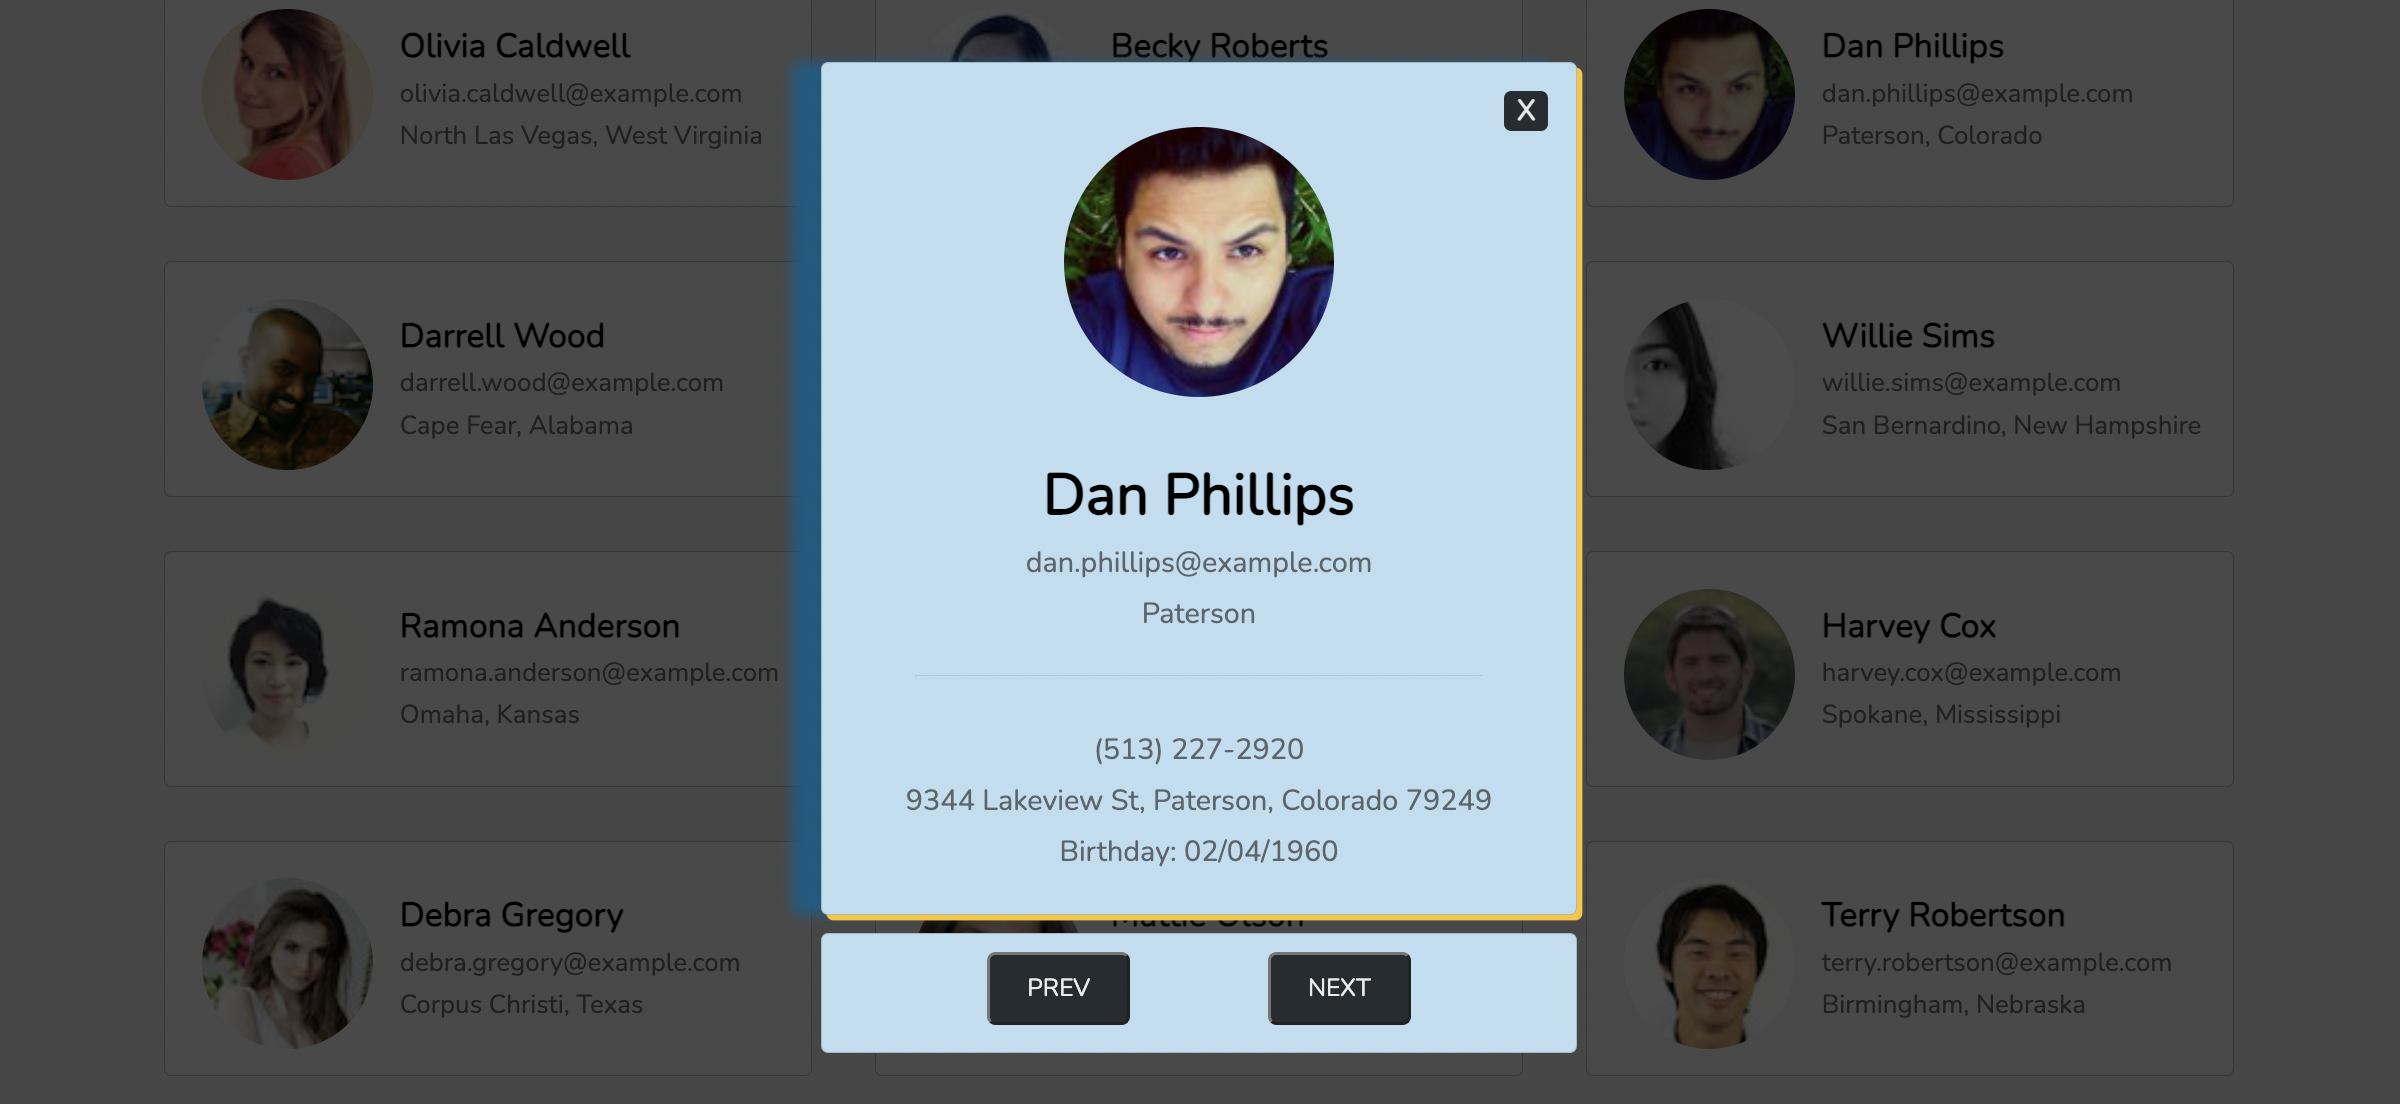 Olivia Caldwell
olivia.caldwell@example.com
North Las Vegas, West Virginia
Becky Roberts
Dan Phillips
dan.phillips@example.com
Paterson, Colorado
Darrell Wood
darrell.wood@example.com
Cape Fear, Alabama
Willie Sims
willie.sims@example.com
San Bernardino, New Hampshire
Ramona Anderson
ramona.anderson@example.com
Omaha, Kansas
Harvey Cox
harvey.cox@example.com
Spokane, Mississippi
Debra Gregory
debra.gregory@example.com
Corpus Christi, Texas
Mattie Olson
Terry Robertson
terry.robertson@example.com
Birmingham, Nebraska
X
Dan Phillips
dan.phillips@example.com
Paterson
(513) 227-2920
9344 Lakeview St, Paterson, Colorado 79249
Birthday: 02/04/1960
PREV
NEXT